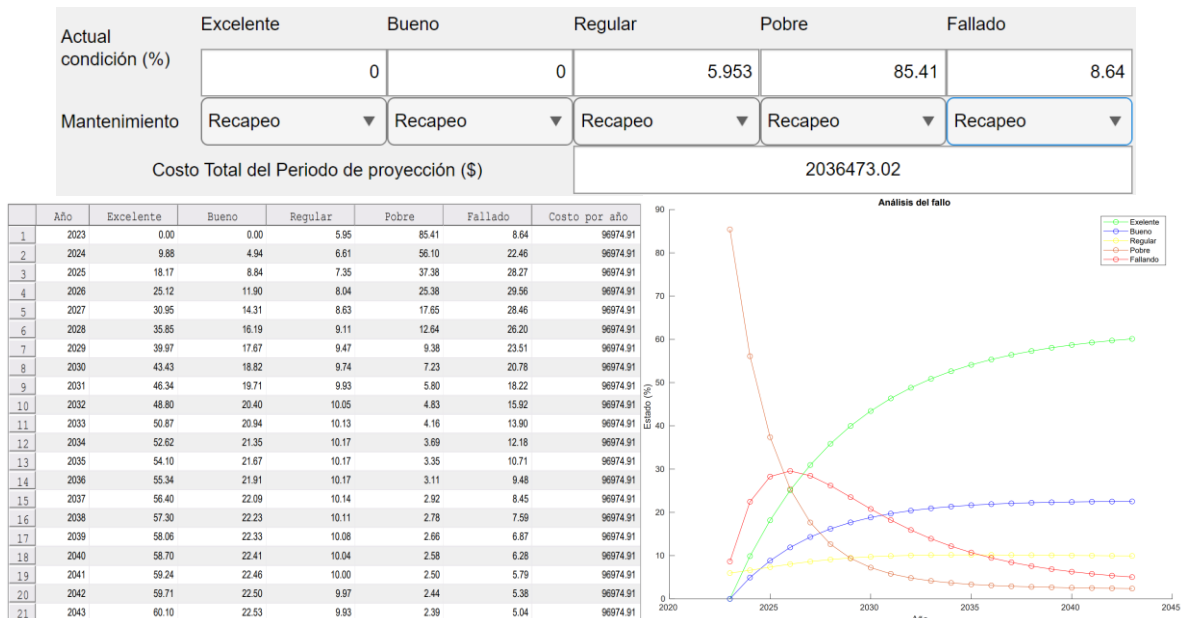 Actual condición (%) Excelente Bueno Regular Pobre Fallado
0 0 5.953 85.41 8.64
Mantenimiento Recapeo Recapeo Recapeo Recapeo Recapeo
Costo Total del Periodo de proyección ($) 2036473.02
Año Excelente Bueno Regular Pobre Fallado Costo por año
1 2023 0.00 0.00 5.95 85.41 8.64 96974.91
2 2024 9.88 4.94 6.61 56.10 22.46 96974.91
3 2025 18.17 8.84 7.35 37.38 28.27 96974.91
4 2026 25.12 11.90 8.04 25.38 29.56 96974.91
5 2027 30.95 14.31 8.63 17.65 28.46 96974.91
6 2028 35.85 16.19 9.11 12.64 26.20 96974.91
7 2029 39.97 17.67 9.47 9.38 23.51 96974.91
8 2030 43.43 18.82 9.74 7.23 20.78 96974.91
9 2031 46.34 19.71 9.93 5.80 18.22 96974.91
10 2032 48.80 20.40 10.05 4.83 15.92 96974.91
11 2033 50.87 20.94 10.13 4.16 13.90 96974.91
12 2034 52.62 21.35 10.17 3.69 12.18 96974.91
13 2035 54.10 21.67 10.17 3.35 10.71 96974.91
14 2036 55.34 21.91 10.17 3.11 9.48 96974.91
15 2037 56.40 22.09 10.14 2.92 8.45 96974.91
16 2038 57.30 22.23 10.11 2.78 7.59 96974.91
17 2039 58.06 22.33 10.08 2.66 6.87 96974.91
18 2040 58.70 22.41 10.04 2.58 6.28 96974.91
19 2041 59.24 22.46 10.00 2.50 5.79 96974.91
20 2042 59.71 22.50 9.97 2.44 5.38 96974.91
21 2043 60.10 22.53 9.93 2.39 5.04 96974.91
Análisis del fallo
Exelente
Bueno
Regular
Pobre
Fallando
Estado (%)
90
80
70
60
50
40
30
20
10
0
2020 2025 2030 2035 2040 2045